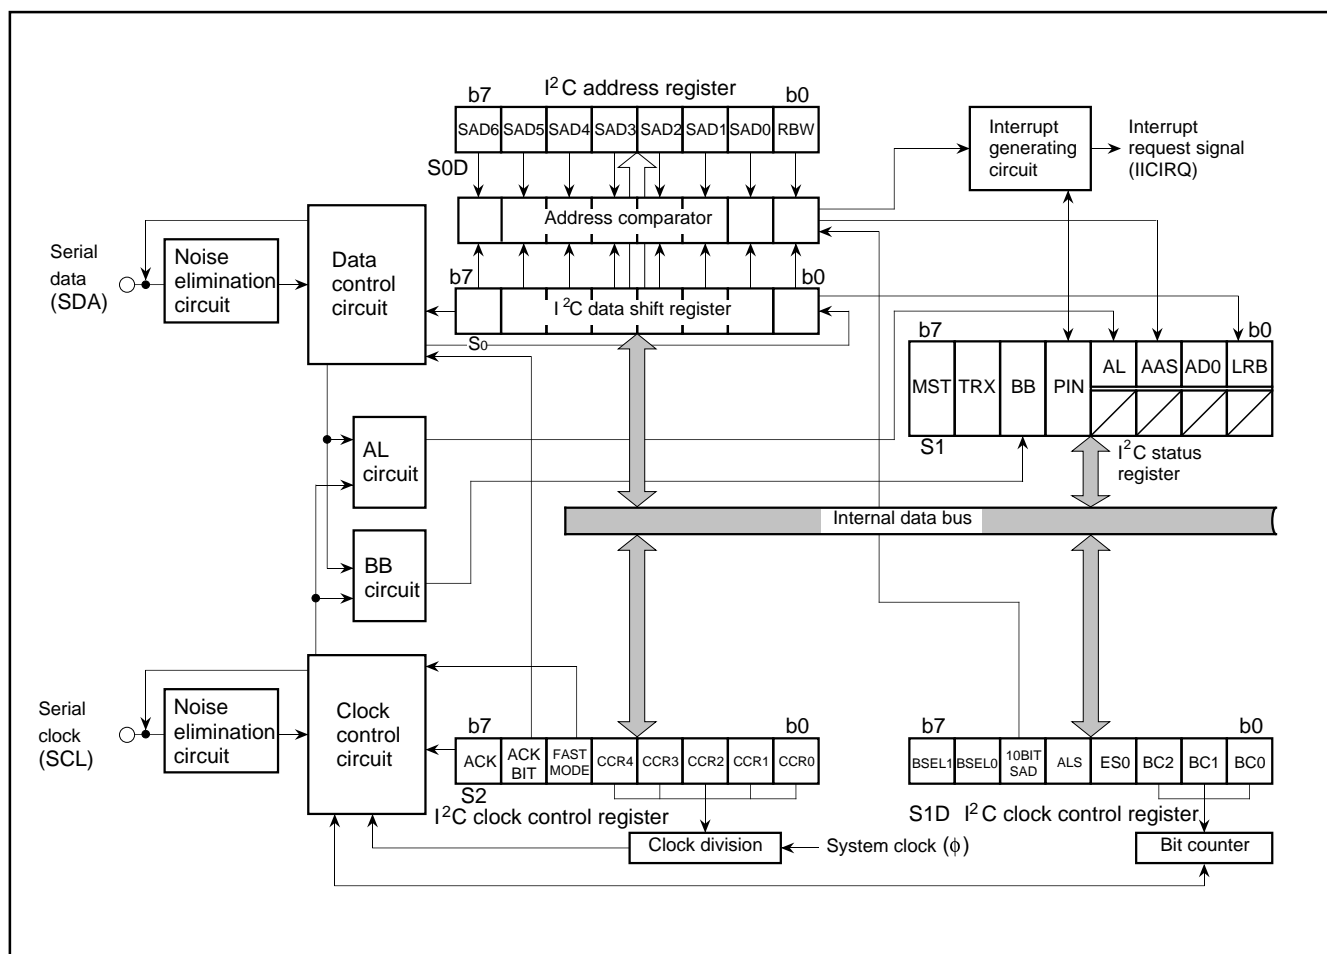 I²C address register
b7
b0
SAD6 SAD5 SAD4 SAD3 SAD2 SAD1 SAD0 RBW
S0D
Interrupt
generating
circuit
Interrupt
request signal
(IICIRQ)
Address comparator
Serial
data
(SDA)
Noise
elimination
circuit
Data
control
circuit
b7
b0
I²C data shift register
S0
b7
b0
MST TRX BB PIN AL AAS AD0 LRB
S1
I²C status
register
AL
circuit
Internal data bus
BB
circuit
Serial
clock
(SCL)
Noise
elimination
circuit
Clock
control
circuit
b7
b0
ACK
ACK
BIT
FAST
MODE
CCR4 CCR3 CCR2 CCR1 CCR0
S2
I²C clock control register
Clock division
System clock (ϕ)
b7
b0
BSEL1 BSEL0
10BIT
SAD
ALS ES0 BC2 BC1 BC0
S1D I²C clock control register
Bit counter